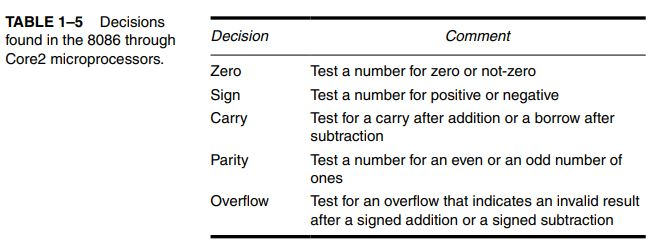 TABLE 1–5 Decisions
found in the 8086 through
Core2 microprocessors.
Decision Comment
Zero Test a number for zero or not-zero
Sign Test a number for positive or negative
Carry Test for a carry after addition or a borrow after
subtraction
Parity Test a number for an even or an odd number of
ones
Overflow Test for an overflow that indicates an invalid result
after a signed addition or a signed subtraction